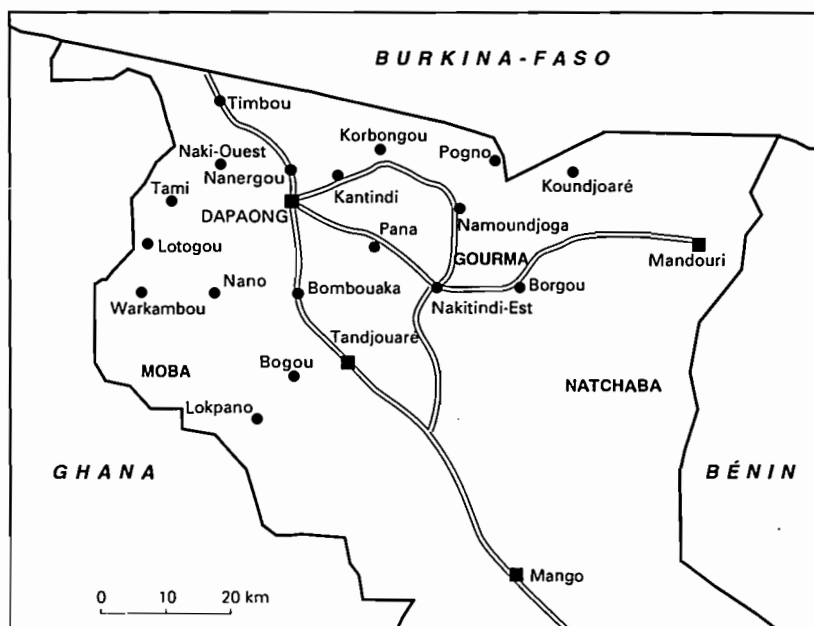 BURKINA-FASO
Timbou
Korbongou
Naki-Ouest
Pogno
Nanergou
Koundjoaré
Tami
Kantindi
DAPAONG
Namoundjoga
Pana
Lotogou
GOURMA
Mandouri
Nano
Bombouaka
Warkambou
Nakitindi-Est
Borgou
Tandjouaré
Bogou
MOBA
NATCHABA
Lokpano
GHANA
BÉNIN
Mango
0 10 20 km